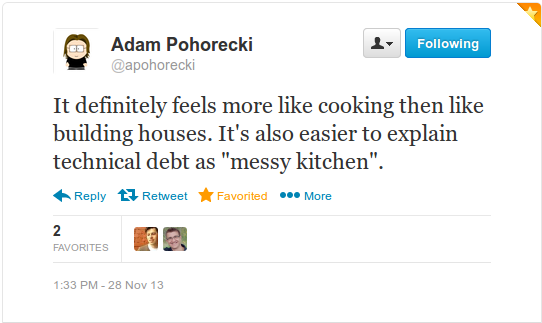 Adam Pohorecki
@apohorecki
Following
It definitely feels more like cooking then like
building houses. It's also easier to explain
technical debt as "messy kitchen".
Reply Retweet Favorited More
2
FAVORITES
1:33 PM - 28 Nov 13